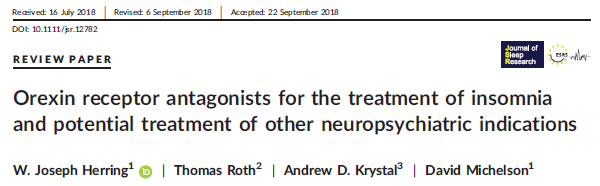 Received: 16 July 2018 | Revised: 6 September 2018 | Accepted: 22 September 2018
DOI: 10.1111/jsr.12782
REVIEW PAPER
Journal of
Sleep
Research
ESRS
Orexin receptor antagonists for the treatment of insomnia
and potential treatment of other neuropsychiatric indications
W. Joseph Herring¹ iD | Thomas Roth² | Andrew D. Krystal³ | David Michelson¹